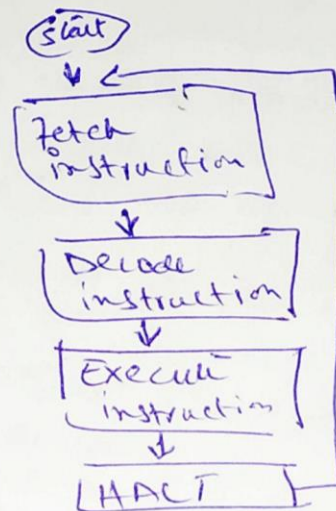 Start
Fetch
instruction
Decode
instruction
Execute
instruction
HALT